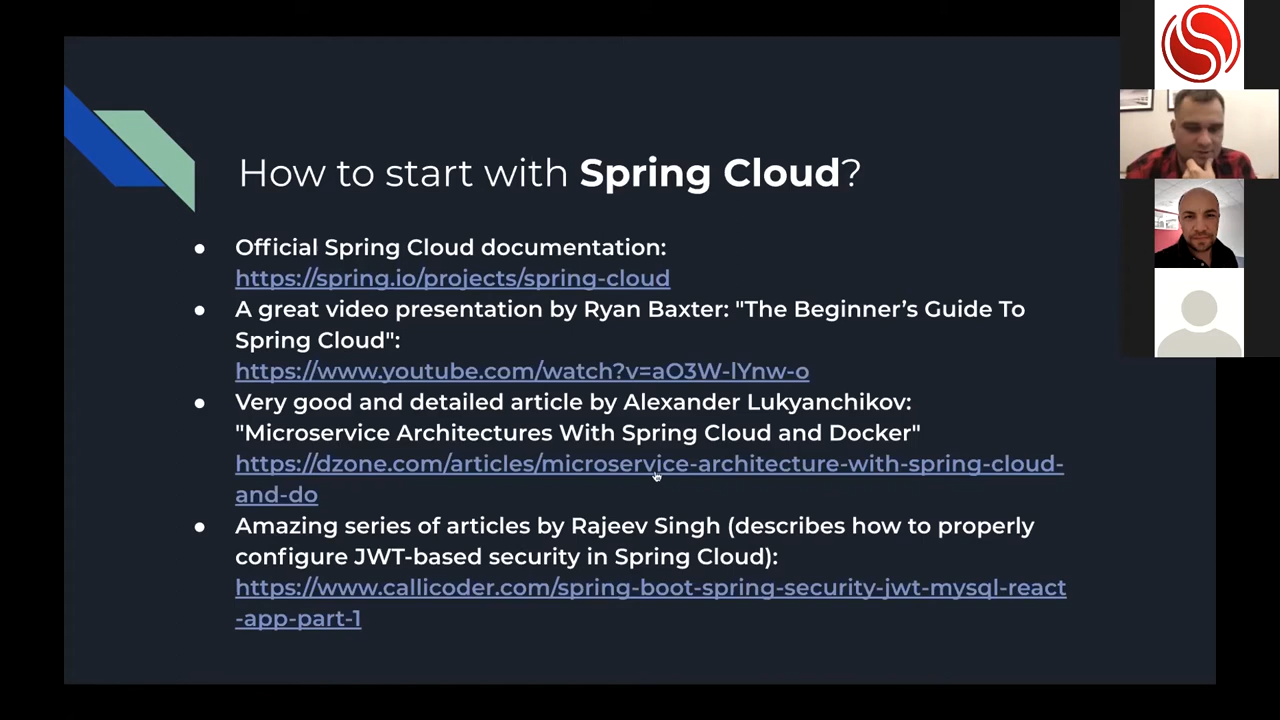 How to start with Spring Cloud?
● Official Spring Cloud documentation:
https://spring.io/projects/spring-cloud
● A great video presentation by Ryan Baxter: "The Beginner’s Guide To
Spring Cloud":
https://www.youtube.com/watch?v=aO3W-lYnw-o
● Very good and detailed article by Alexander Lukyanchikov:
"Microservice Architectures With Spring Cloud and Docker"
https://dzone.com/articles/microservice-architecture-with-spring-cloud-
and-do
● Amazing series of articles by Rajeev Singh (describes how to properly
configure JWT-based security in Spring Cloud):
https://www.callicoder.com/spring-boot-spring-security-jwt-mysql-react
-app-part-1